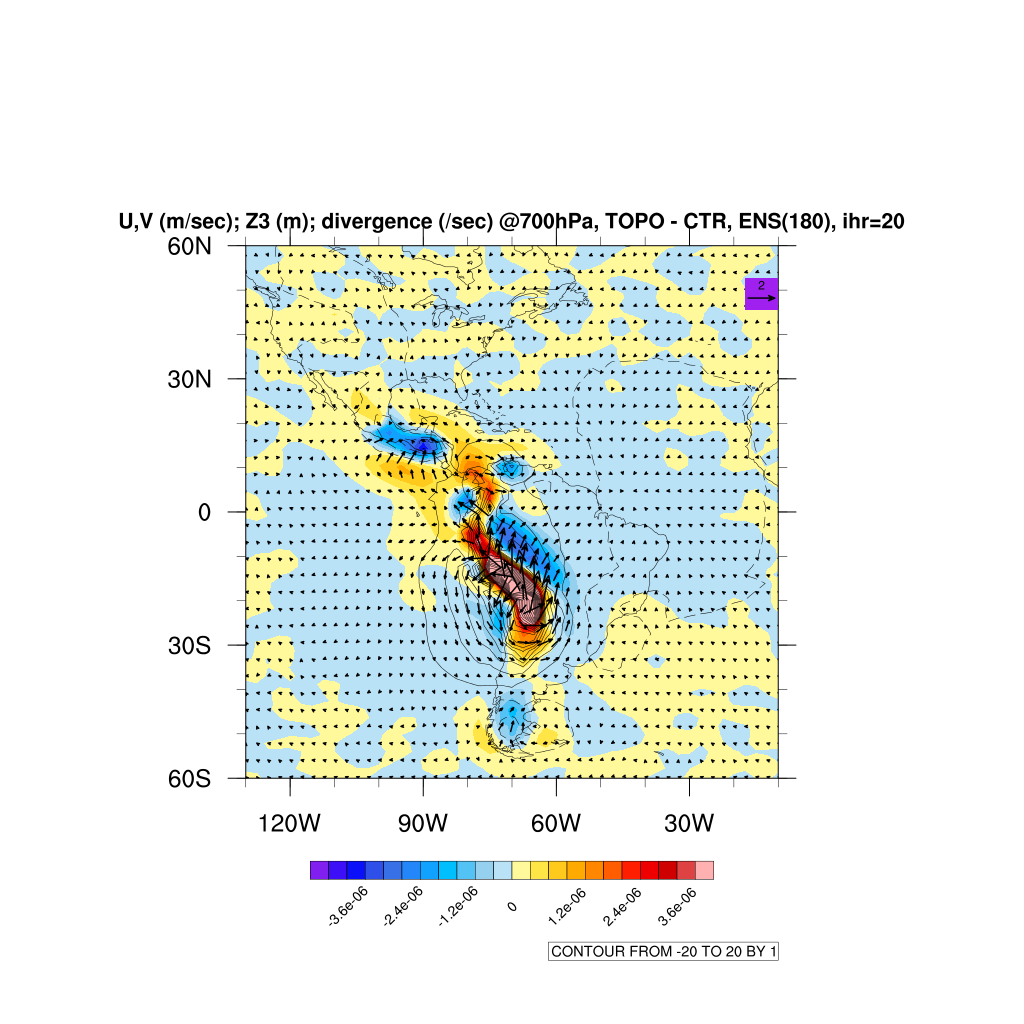 U,V (m/sec); Z3 (m); divergence (/sec) @700hPa, TOPO - CTR, ENS(180), ihr=20
60N
2
30N
0
30S
60S
120W 90W 60W 30W
-3.6e-06 -2.4e-06 -1.2e-06 0 1.2e-06 2.4e-06 3.6e-06
CONTOUR FROM -20 TO 20 BY 1